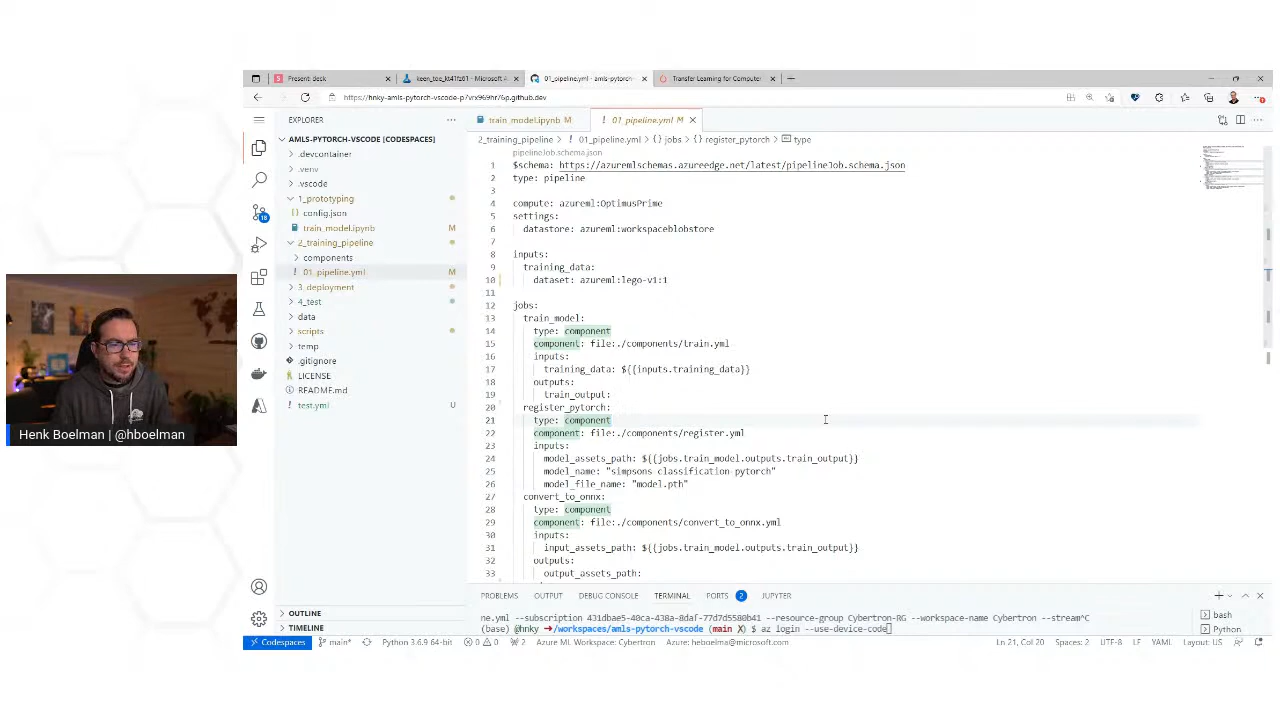 Present: deck
keen_toe_kt41fz61 - Microsoft A
01_pipeline.yml - amls-pytorch-
Transfer Learning for Computer
https://hnky-amls-pytorch-vscode-p7vrx969hr76p.github.dev
EXPLORER
train_model.ipynb M
01_pipeline.yml M
AMLS-PYTORCH-VSCODE [CODESPACES]
2_training_pipeline > ! 01_pipeline.yml > {} jobs > {} register_pytorch > type
.devcontainer
.venv
.vscode
1_prototyping
config.json
train_model.ipynb M
2_training_pipeline
components
01_pipeline.yml M
3_deployment
4_test
data
scripts
temp
.gitignore
LICENSE
README.md
test.yml U
OUTLINE
TIMELINE
18
pipelineJob.schema.json
1 $schema: https://azuremlschemas.azureedge.net/latest/pipelineJob.schema.json
2 type: pipeline
3
4 compute: azureml:OptimusPrime
5 settings:
6 datastore: azureml:workspaceblobstore
7
8 inputs:
9 training_data:
10 dataset: azureml:lego-v1:1
11
12 jobs:
13 train_model:
14 type: component
15 component: file:./components/train.yml
16 inputs:
17 training_data: ${{inputs.training_data}}
18 outputs:
19 train_output:
20 register_pytorch:
21 type: component
22 component: file:./components/register.yml
23 inputs:
24 model_assets_path: ${{jobs.train_model.outputs.train_output}}
25 model_name: "simpsons classification pytorch"
26 model_file_name: "model.pth"
27 convert_to_onnx:
28 type: component
29 component: file:./components/convert_to_onnx.yml
30 inputs:
31 input_assets_path: ${{jobs.train_model.outputs.train_output}}
32 outputs:
33 output_assets_path:
PROBLEMS OUTPUT DEBUG CONSOLE TERMINAL PORTS 2 JUPYTER
ne.yml --subscription 431dbae5-40ca-438a-8daf-77d7d5580b41 --resource-group Cybertron-RG --workspace-name Cybertron --stream^C
(base) @hnky ➜/workspaces/amls-pytorch-vscode (main X) $ az login --use-device-code
bash
Python
Codespaces main* Python 3.6.9 64-bit 0 0 2 Azure ML Workspace: Cybertron Azure: heboelma@microsoft.com Ln 21, Col 20 Spaces: 2 UTF-8 LF YAML Layout: US
Henk Boelman | @hboelman